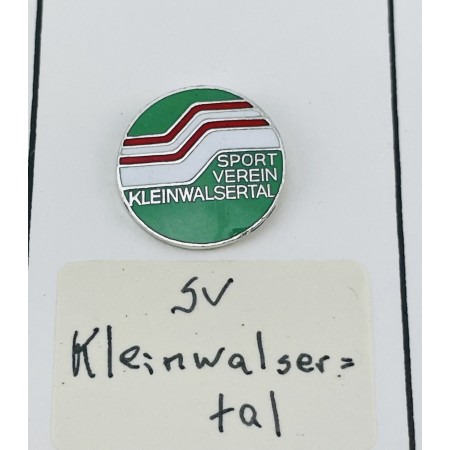 SPORT
VEREIN
KLEINWALSERTAL
SV
Kleinwalser=
tal